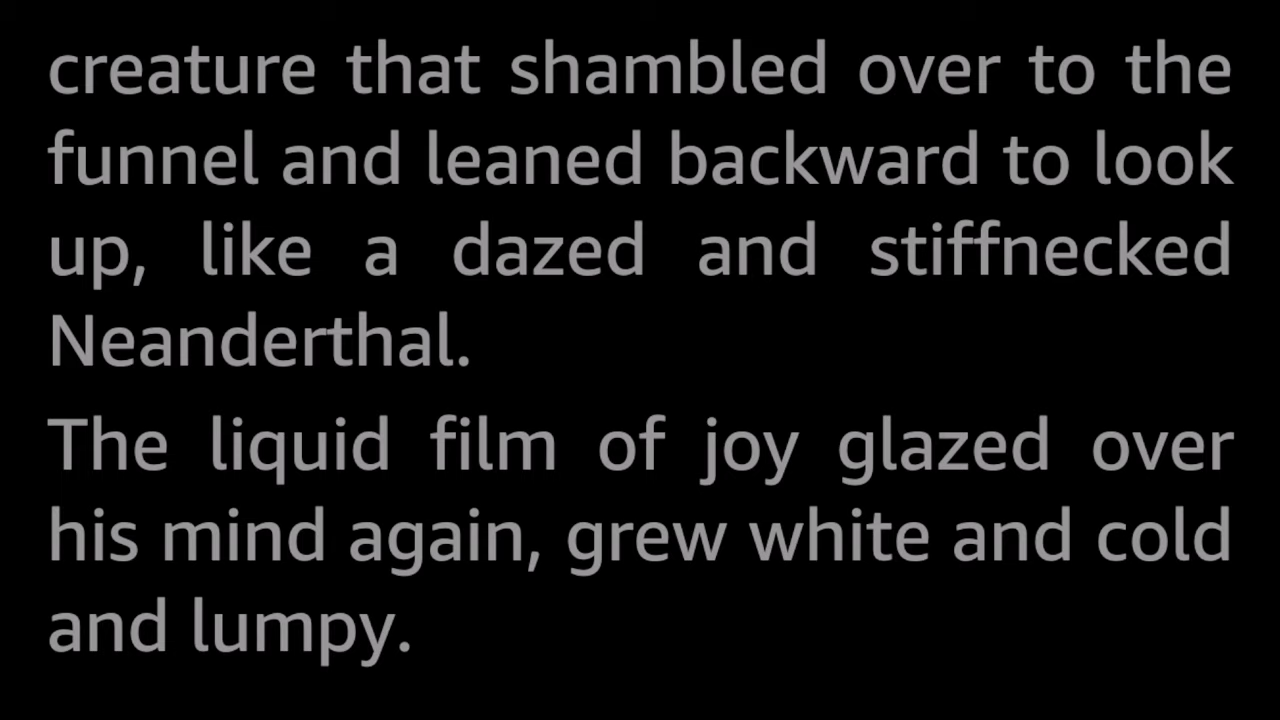 creature that shambled over to the
funnel and leaned backward to look
up, like a dazed and stiffnecked
Neanderthal.
The liquid film of joy glazed over
his mind again, grew white and cold
and lumpy.